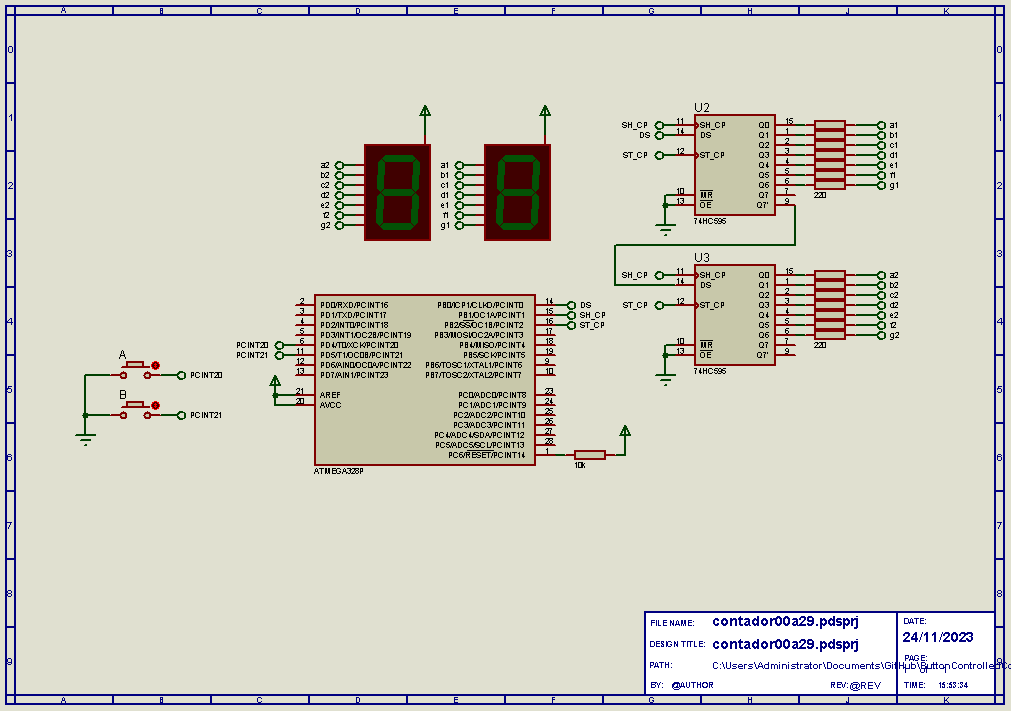 A B C D E F G H J K
0
1
2
3
4
5
6
7
8
9
a2
b2
c2
d2
e2
f2
g2
a1
b1
c1
d1
e1
f1
g1
U2
SH_CP 11 SH_CP Q0 15 a1
DS 14 DS Q1 1 b1
Q2 2 c1
ST_CP 12 ST_CP Q3 3 d1
Q4 4 e1
Q5 5 f1
Q6 6 g1
10 MR Q7 7
13 OE Q7' 9
220
74HC595
U3
SH_CP 11 SH_CP Q0 15 a2
14 DS Q1 1 b2
Q2 2 c2
ST_CP 12 ST_CP Q3 3 d2
Q4 4 e2
Q5 5 f2
Q6 6 g2
10 MR Q7 7
13 OE Q7' 9
220
74HC595
2 PD0/RXD/PCINT16 PB0/ICP1/CLKO/PCINT0 14 DS
3 PD1/TXD/PCINT17 PB1/OC1A/PCINT1 15 SH_CP
4 PD2/INT0/PCINT18 PB2/SS/OC1B/PCINT2 16 ST_CP
5 PD3/INT1/OC2B/PCINT19 PB3/MOSI/OC2A/PCINT3 17
PCINT20 6 PD4/T0/XCK/PCINT20 PB4/MISO/PCINT4 18
PCINT21 11 PD5/T1/OC0B/PCINT21 PB5/SCK/PCINT5 19
12 PD6/AIN0/OC0A/PCINT22 PB6/TOSC1/XTAL1/PCINT6 9
13 PD7/AIN1/PCINT23 PB7/TOSC2/XTAL2/PCINT7 10
21 AREF PC0/ADC0/PCINT8 23
20 AVCC PC1/ADC1/PCINT9 24
PC2/ADC2/PCINT10 25
PC3/ADC3/PCINT11 26
PC4/ADC4/SDA/PCINT12 27
PC5/ADC5/SCL/PCINT13 28
PC6/RESET/PCINT14 1
10k
ATMEGA328P
A
PCINT20
B
PCINT21
FILE NAME: contador00a29.pdsprj
DESIGN TITLE: contador00a29.pdsprj
PATH: C:\Users\Administrator\Documents\GitHub\ButtonControlledCo
BY: @AUTHOR REV: @REV
DATE:
24/11/2023
PAGE:
OF
TIME: 15:53:34
0
1
2
3
4
5
6
7
8
9
A B C D E F G H J K